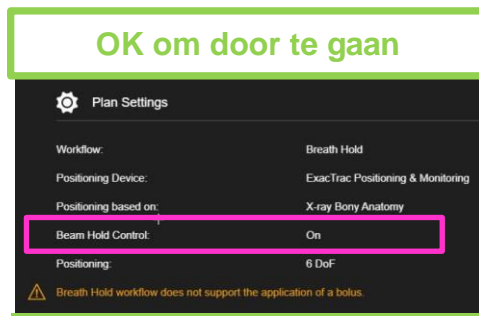 OK om door te gaan
Plan Settings
Workflow: Breath Hold
Positioning Device: ExacTrac Positioning & Monitoring
Positioning based on: X-ray Bony Anatomy
Beam Hold Control: On
Positioning: 6 DoF
Breath Hold workflow does not support the application of a bolus.